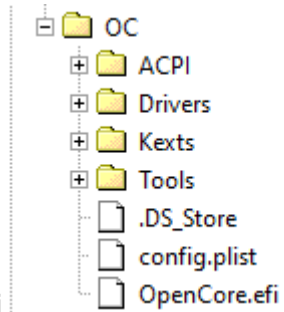 OC
ACPI
Drivers
Kexts
Tools
.DS_Store
config.plist
OpenCore.efi